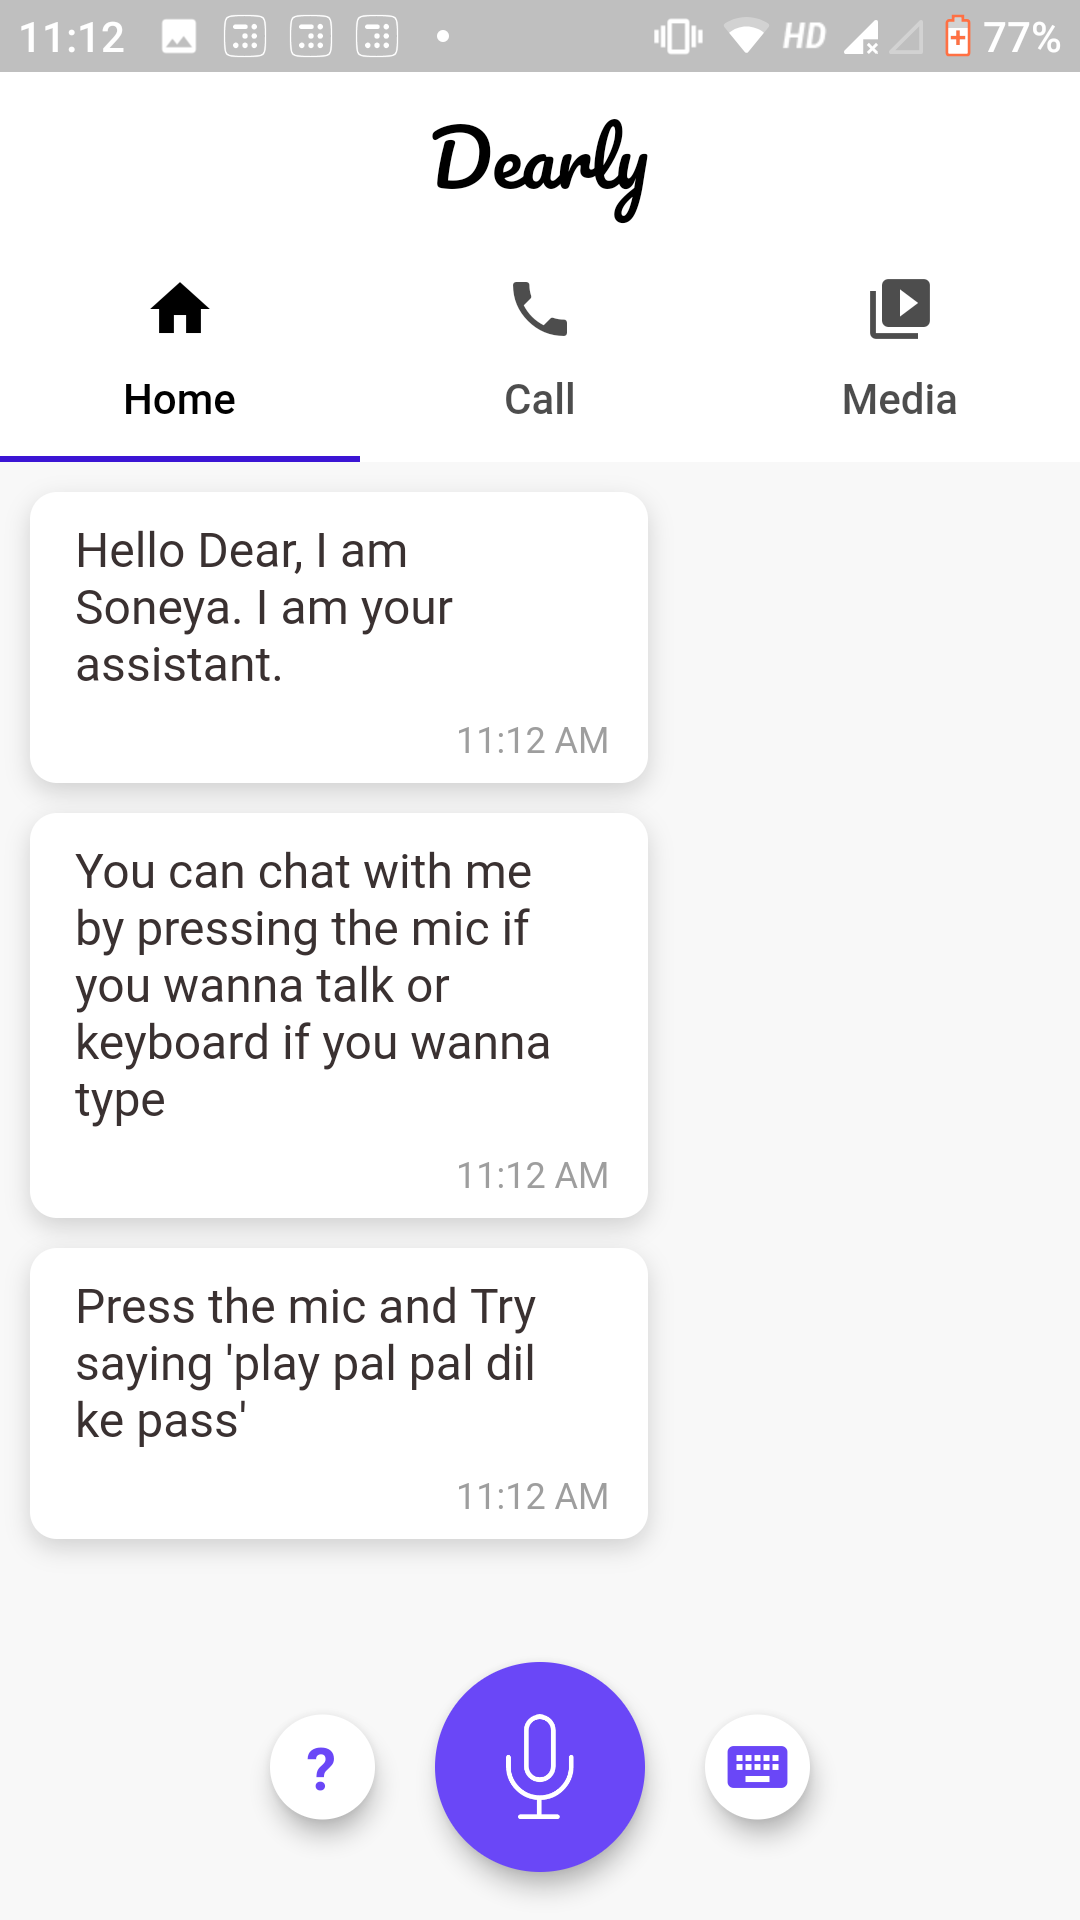 11:12 HD 77%
Dearly
Home Call Media
Hello Dear, I am
Soneya. I am your
assistant.
11:12 AM
You can chat with me
by pressing the mic if
you wanna talk or
keyboard if you wanna
type
11:12 AM
Press the mic and Try
saying 'play pal pal dil
ke pass'
11:12 AM
?